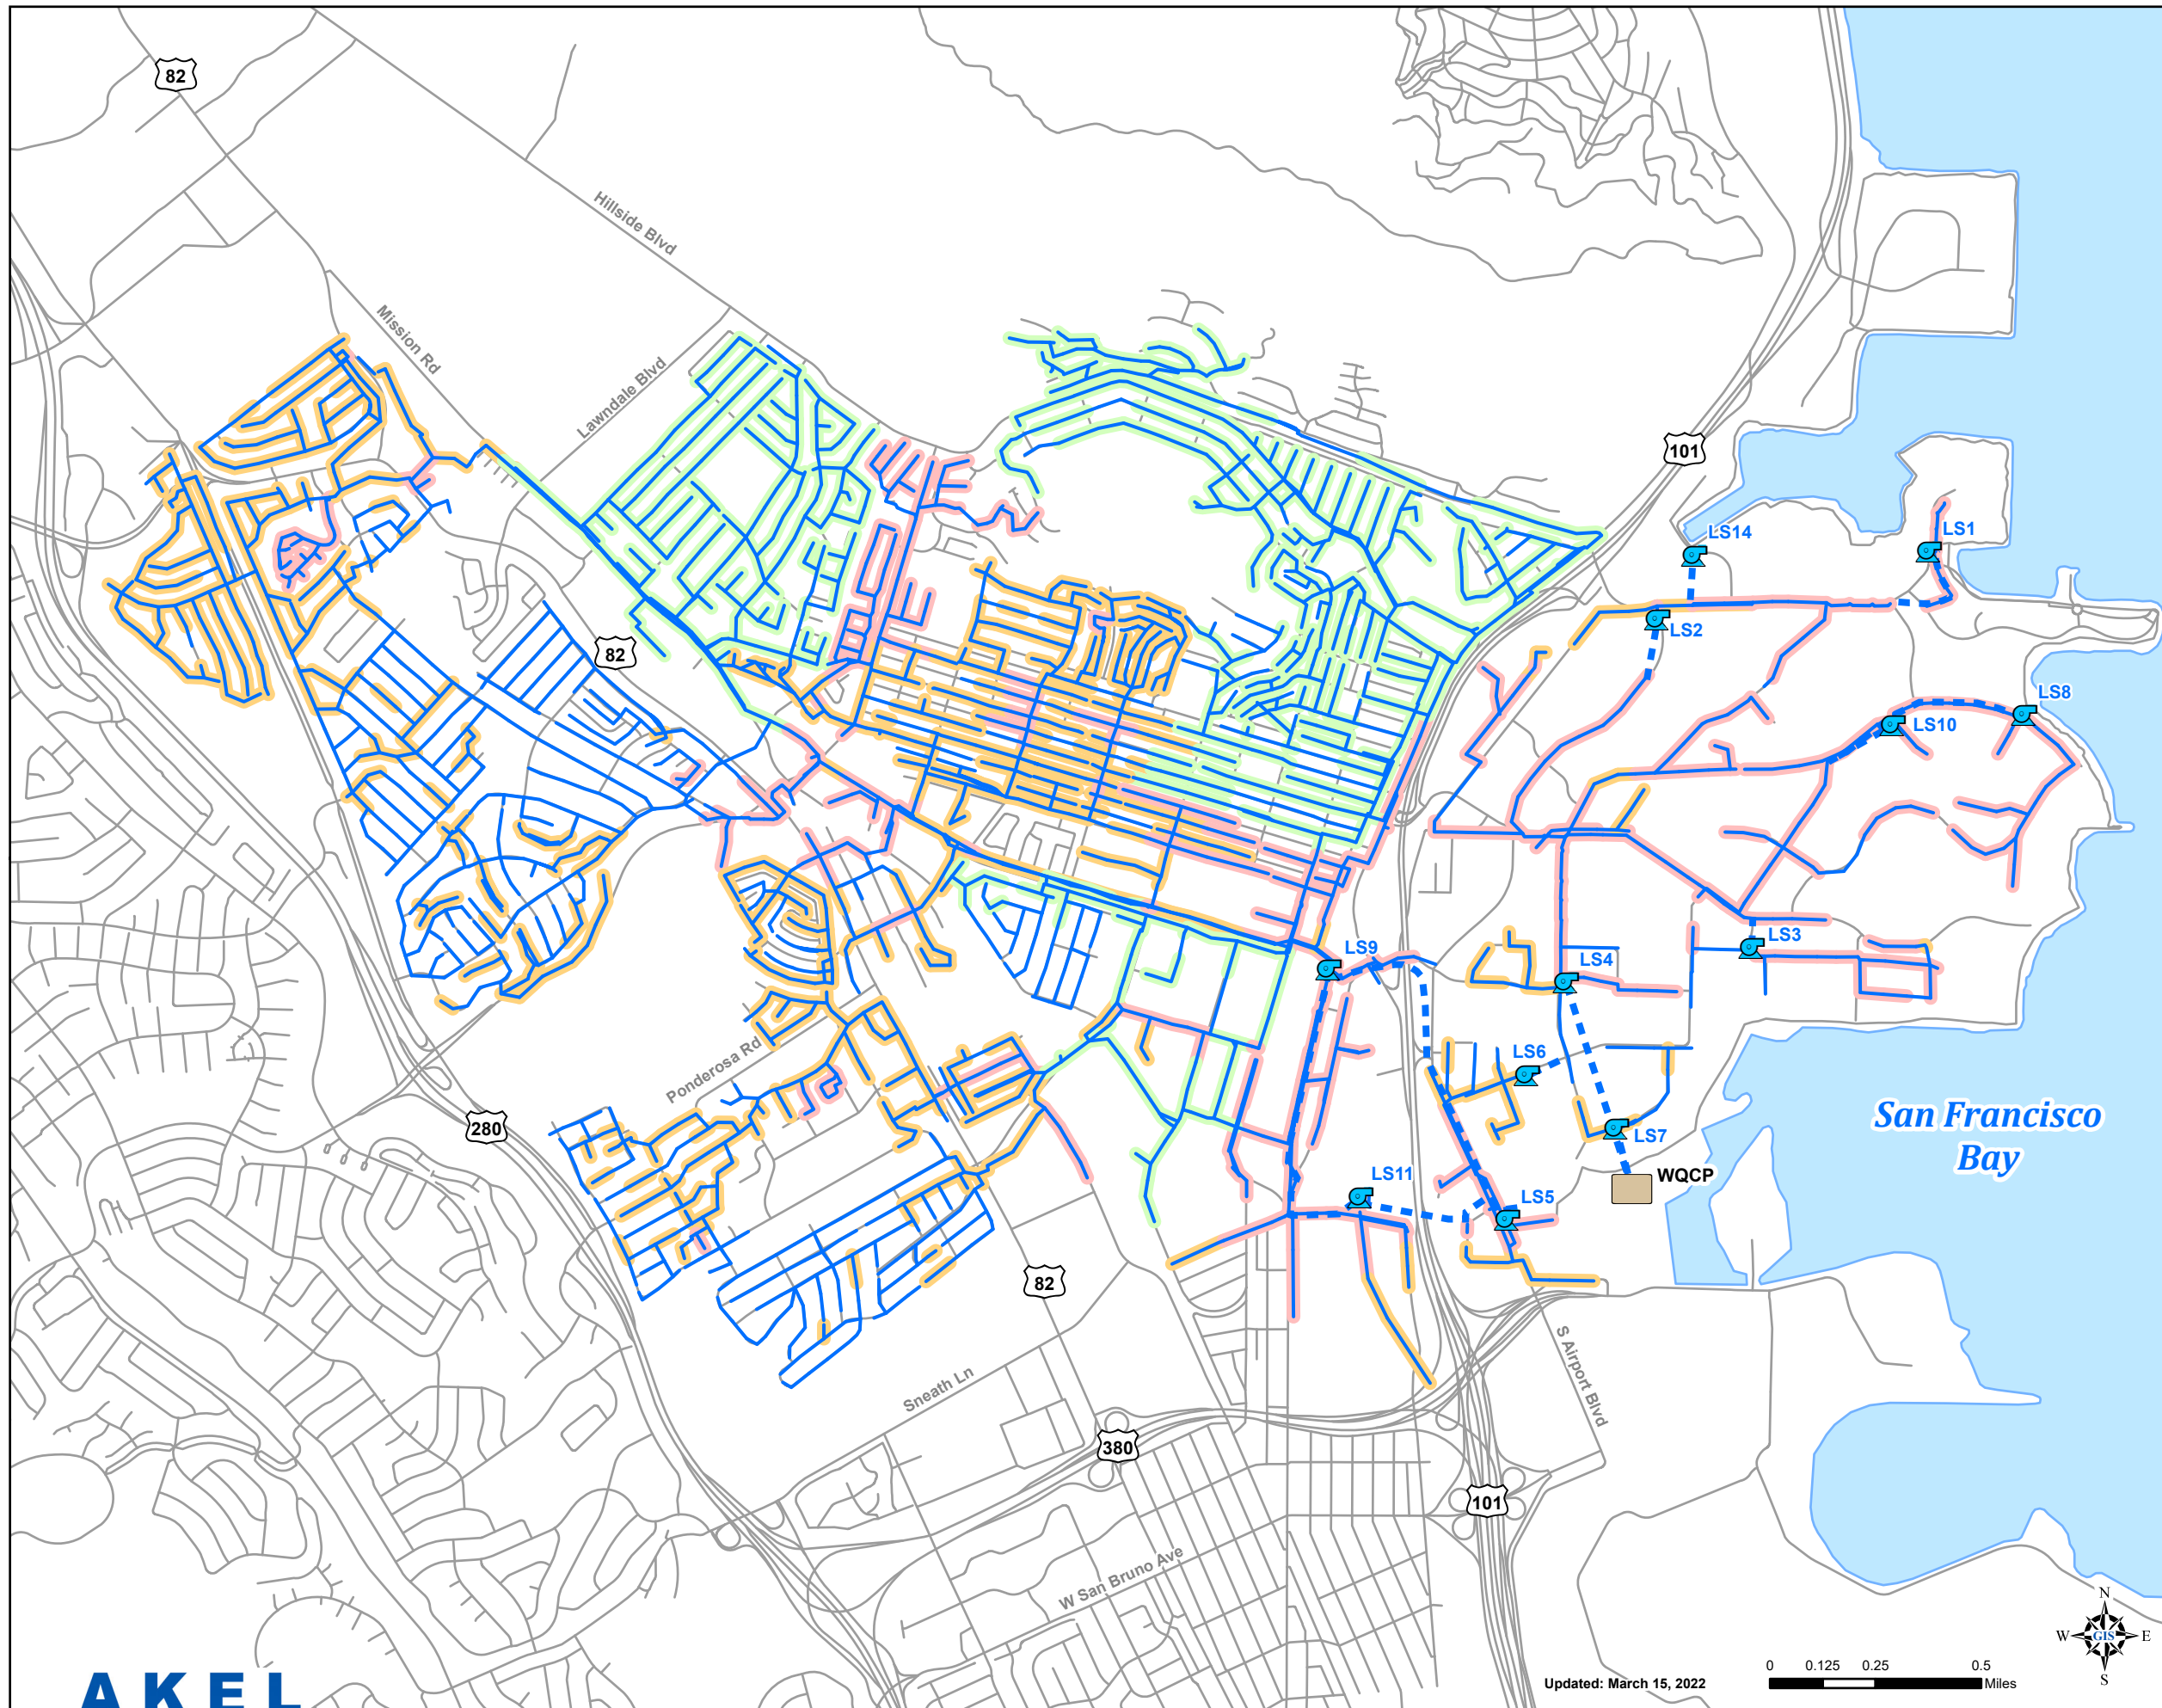 82
Hillside Blvd
Mission Rd
Lawndale Blvd
101
LS14
LS1
LS2
82
LS8
LS10
LS9
LS3
LS4
Ponderosa Rd
LS6
San Francisco
Bay
280
LS7
WQCP
LS11
LS5
82
S Airport Blvd
Sneath Ln
380
101
W San Bruno Ave
N
W GIS E
S
AKEL
Updated: March 15, 2022
0 0.125 0.25 0.5
Miles